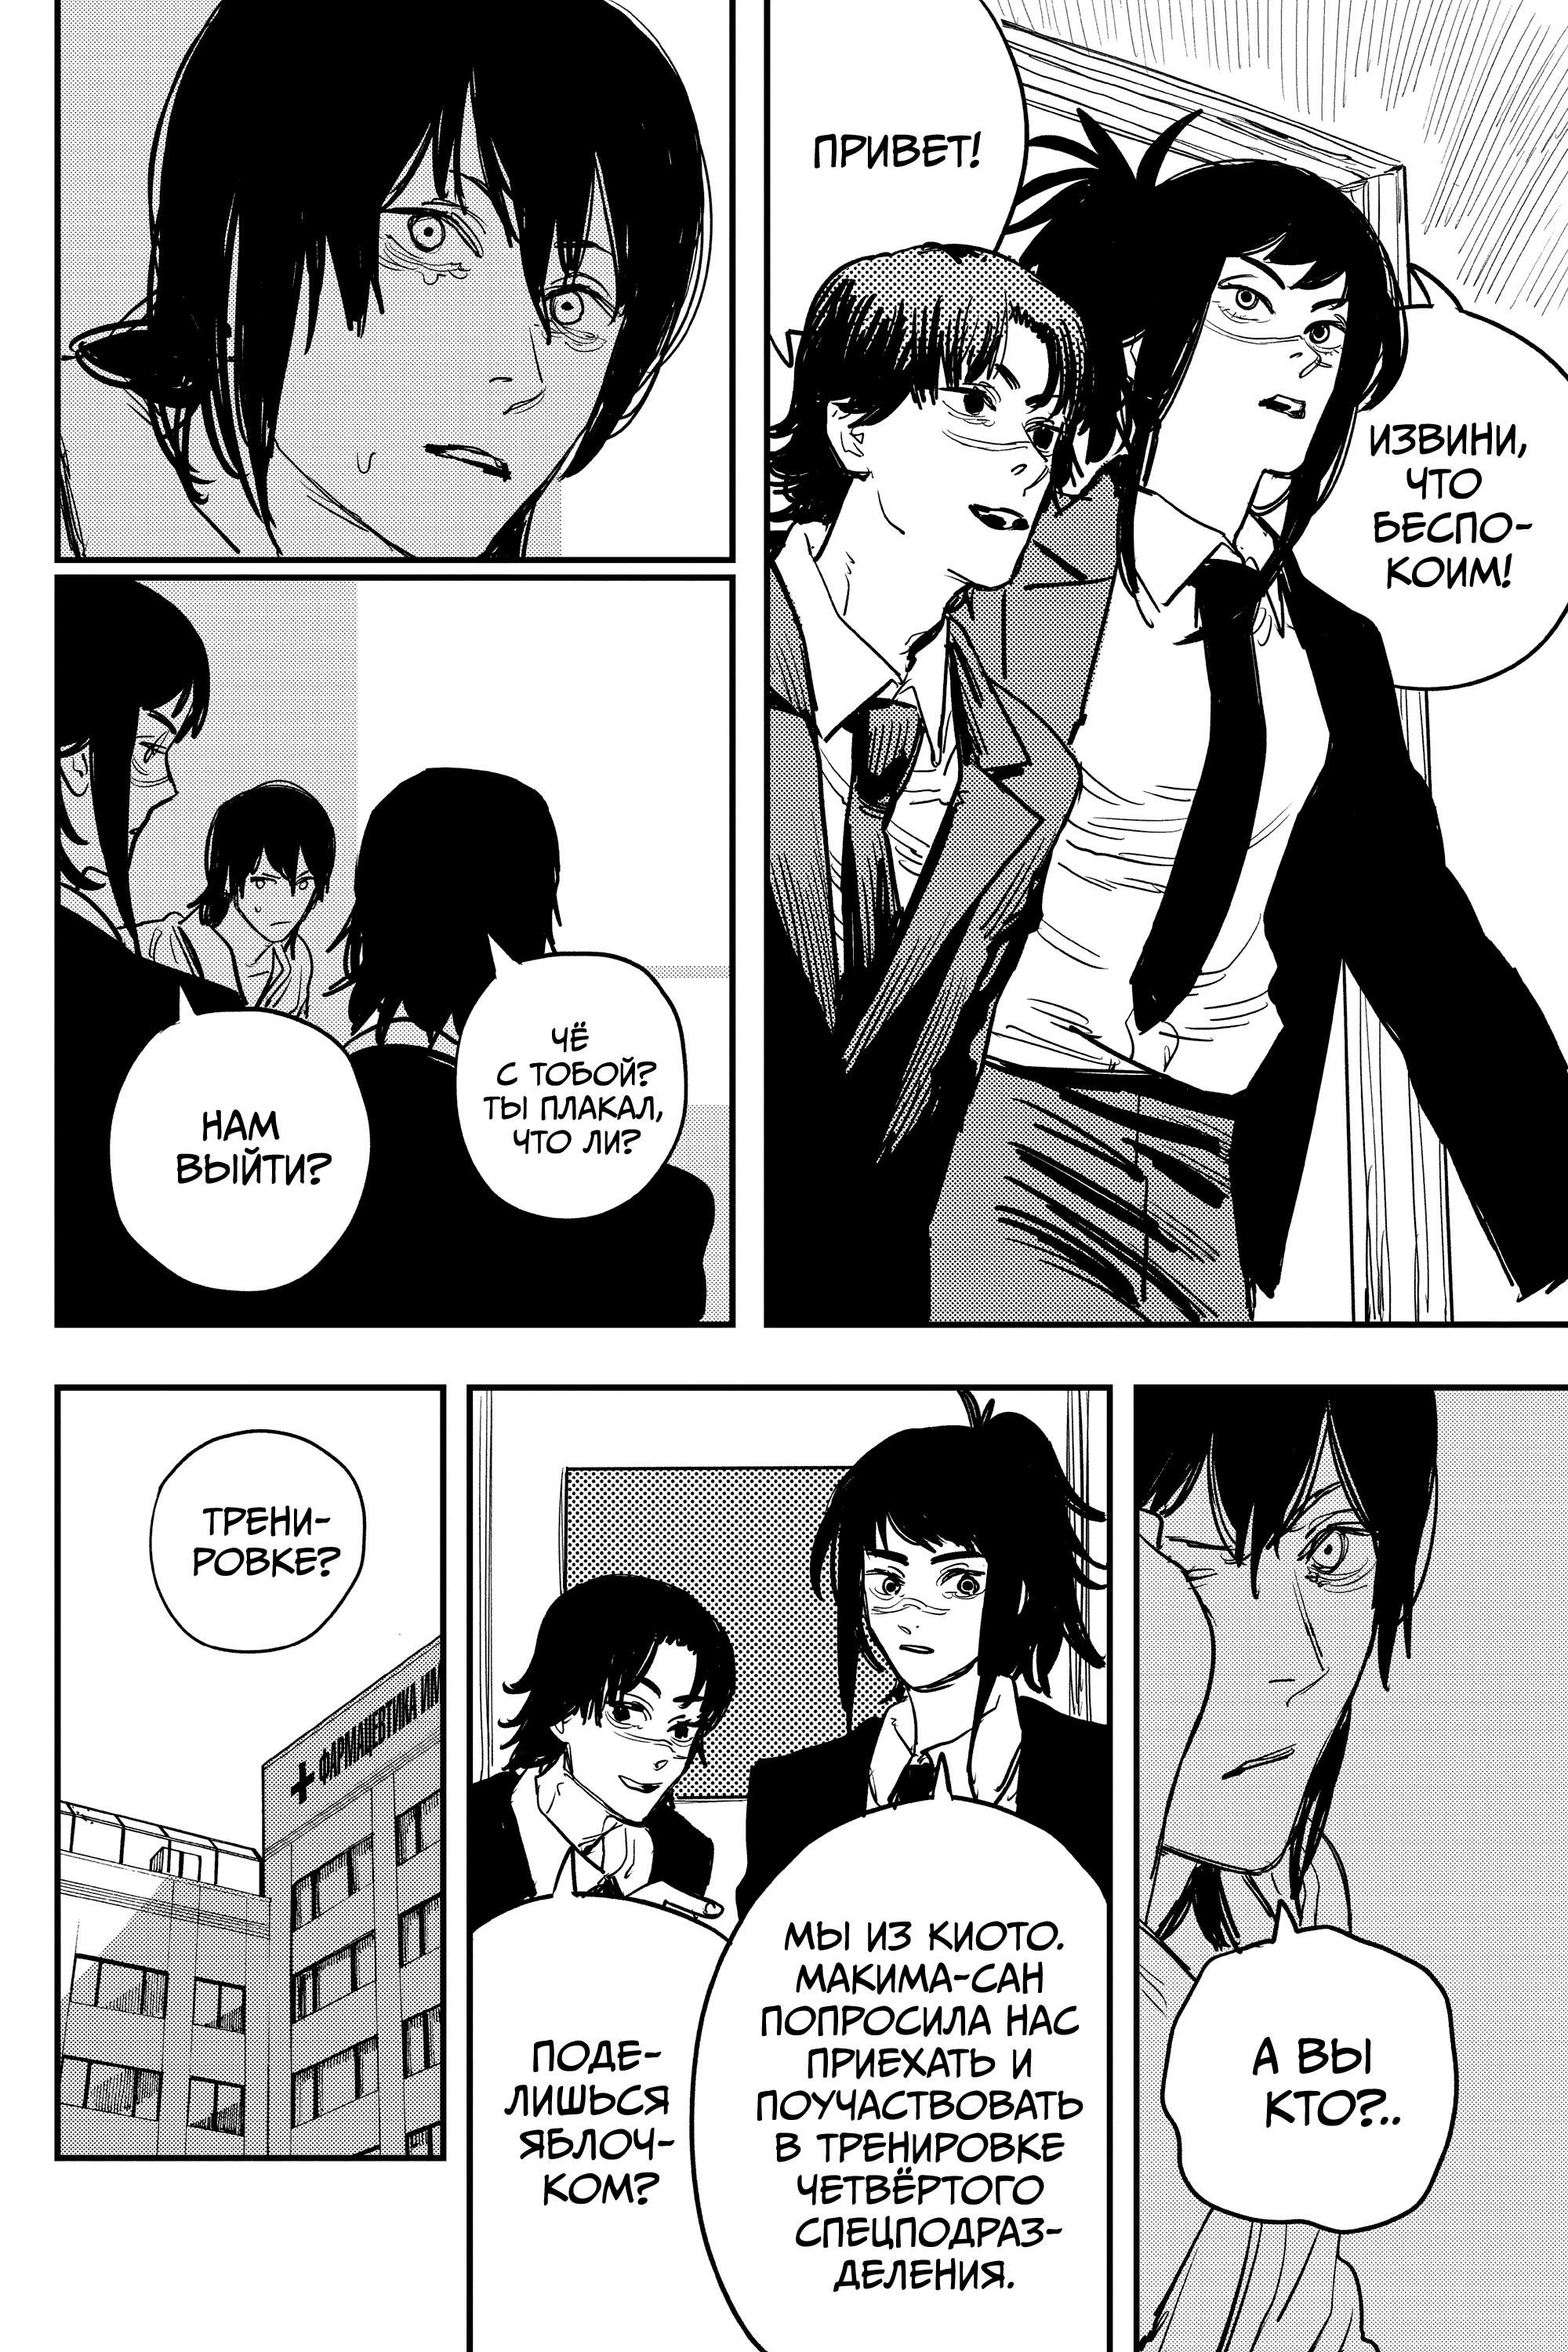 ПРИВЕТ!
ИЗВИНИ,
ЧТО
БЕСПО-
КОИМ!
ЧЁ
С ТОБОЙ?
ТЫ ПЛАКАЛ,
ЧТО ЛИ?
НАМ
ВЫЙТИ?
А ВЫ
КТО?..
МЫ ИЗ КИОТО.
МАКИМА-САН
ПОПРОСИЛА НАС
ПРИЕХАТЬ И
ПОУЧАСТВОВАТЬ
В ТРЕНИРОВКЕ
ЧЕТВЁРТОГО
СПЕЦПОДРАЗ-
ДЕЛЕНИЯ.
ПОДЕ-
ЛИШЬСЯ
ЯБЛОЧ-
КОМ?
ТРЕНИ-
РОВКЕ?
ФАРМАЦЕВТИКА